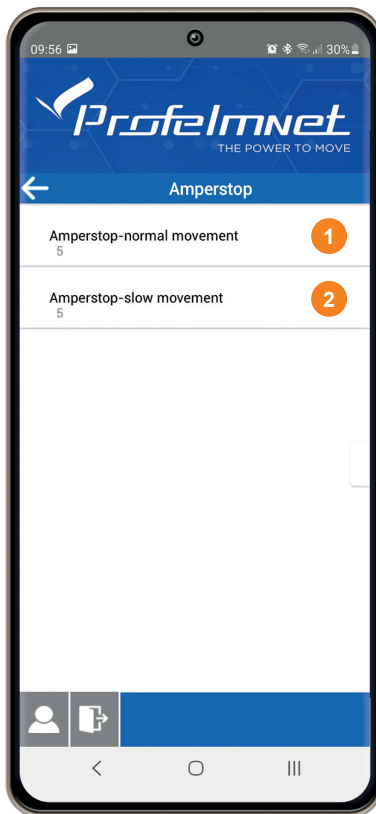 09:56
30%
Profelmnet
THE POWER TO MOVE
Amperstop
Amperstop-normal movement
5
1
Amperstop-slow movement
5
2